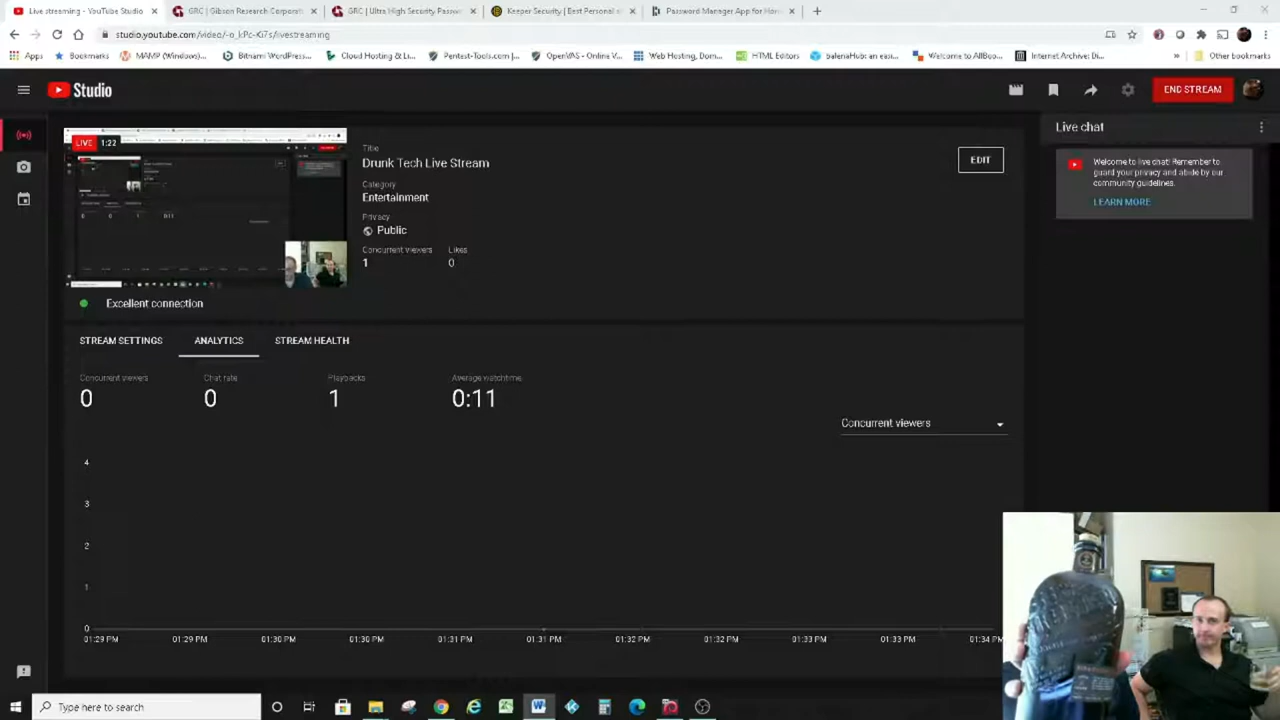 Live streaming - YouTube Studio
GRC | Gibson Research Corporati
GRC | Ultra High Security Passw
Keeper Security | Best Personal &
Password Manager App for Hom
studio.youtube.com/video/-o_kPc-Ki7s/livestreaming
Apps
Bookmarks
MAMP (Windows)...
Bitnami WordPress...
Cloud Hosting & Li...
Pentest-Tools.com |...
OpenVAS - Online V...
Web Hosting, Dom...
HTML Editors
balenaHub: an easi...
Welcome to AllBoo...
Internet Archive: Di...
»
Other bookmarks
Studio
END STREAM
LIVE 1:22
Title
Drunk Tech Live Stream
EDIT
Category
Entertainment
Privacy
Public
Concurrent viewers
Likes
1
0
Excellent connection
Live chat
Welcome to live chat! Remember to
guard your privacy and abide by our
community guidelines.
LEARN MORE
STREAM SETTINGS
ANALYTICS
STREAM HEALTH
Concurrent viewers
Chat rate
Playbacks
Average watchtime
0
0
1
0:11
Concurrent viewers
4
3
2
1
0
01:29 PM
01:29 PM
01:30 PM
01:30 PM
01:31 PM
01:31 PM
01:32 PM
01:32 PM
01:33 PM
01:33 PM
01:34 PM
Type here to search